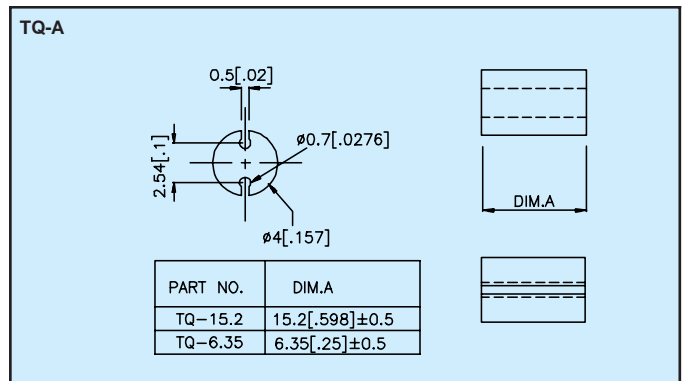 TQ-A
0.5[.02]
ø0.7[.0276]
2.54[.1]
DIM.A
ø4[.157]
PART NO. DIM.A
TQ-15.2 15.2[.598]±0.5
TQ-6.35 6.35[.25]±0.5